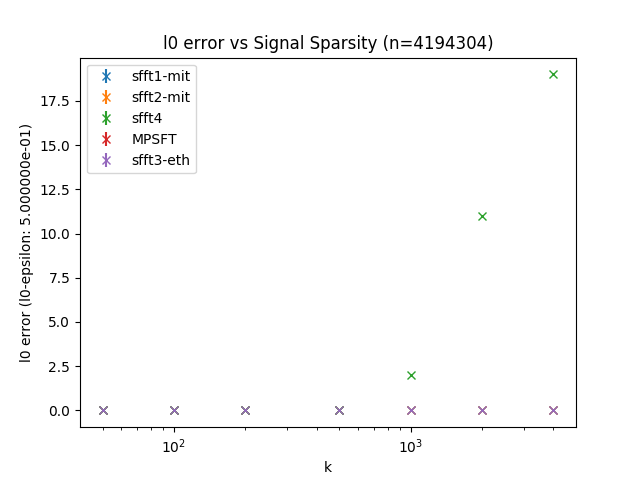 l0 error vs Signal Sparsity (n=4194304)
sfft1-mit
sfft2-mit
sfft4
MPSFT
sfft3-eth
l0 error (l0-epsilon: 5.000000e-01)
17.5
15.0
12.5
10.0
7.5
5.0
2.5
0.0
10²
10³
k